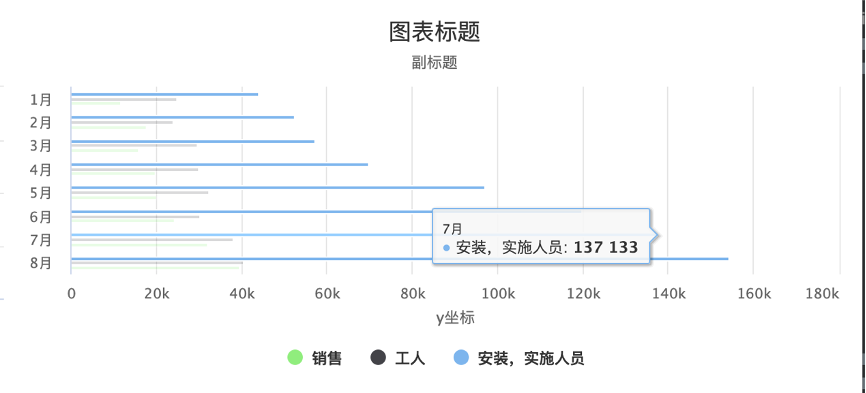 图表标题
副标题
1月
2月
3月
4月
5月
6月
7月
8月
7月
安装，实施人员: 137 133
0 20k 40k 60k 80k 100k 120k 140k 160k 180k
y坐标
销售 工人 安装，实施人员